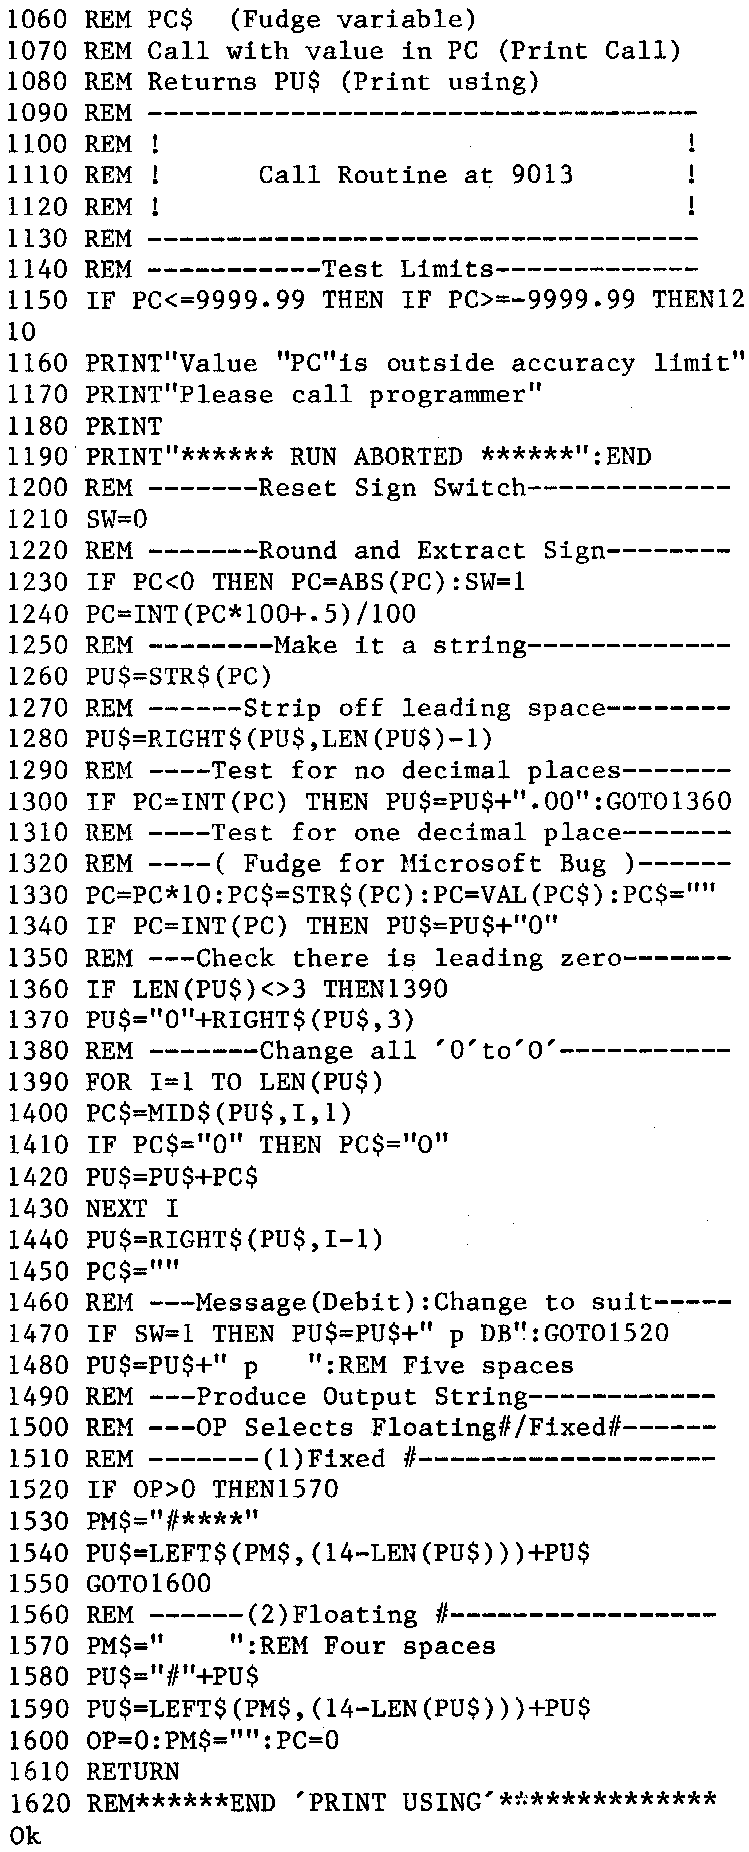 1060 REM PC$  (Fudge variable)
1070 REM Call with value in PC (Print Call)
1080 REM Returns PU$ (Print using)
1090 REM -----------------------------------
1100 REM !                                  !
1110 REM !      Call Routine at 9013       !
1120 REM !                                  !
1130 REM -----------------------------------
1140 REM -----------Test Limits-------------
1150 IF PC<=9999.99 THEN IF PC>=-9999.99 THEN12
10
1160 PRINT"Value "PC"is outside accuracy limit"
1170 PRINT"Please call programmer"
1180 PRINT
1190 PRINT"****** RUN ABORTED ******":END
1200 REM -------Reset Sign Switch-------------
1210 SW=0
1220 REM -------Round and Extract Sign--------
1230 IF PC<0 THEN PC=ABS(PC):SW=1
1240 PC=INT(PC*100+.5)/100
1250 REM --------Make it a string-------------
1260 PU$=STR$(PC)
1270 REM ------Strip off leading space--------
1280 PU$=RIGHT$(PU$,LEN(PU$)-1)
1290 REM ----Test for no decimal places-------
1300 IF PC=INT(PC) THEN PU$=PU$+".00":GOTO1360
1310 REM ----Test for one decimal place-------
1320 REM ----( Fudge for Microsoft Bug )------
1330 PC=PC*10:PC$=STR$(PC):PC=VAL(PC$):PC$=""
1340 IF PC=INT(PC) THEN PU$=PU$+"0"
1350 REM ---Check there is leading zero-------
1360 IF LEN(PU$)<>3 THEN1390
1370 PU$="0"+RIGHT$(PU$,3)
1380 REM -------Change all ´0´to´O´-----------
1390 FOR I=1 TO LEN(PU$)
1400 PC$=MID$(PU$,I,1)
1410 IF PC$="0" THEN PC$="O"
1420 PU$=PU$+PC$
1430 NEXT I
1440 PU$=RIGHT$(PU$,I-1)
1450 PC$=""
1460 REM ---Message(Debit):Change to suit-----
1470 IF SW=1 THEN PU$=PU$+" p DB":GOTO1520
1480 PU$=PU$+" p   ":REM Five spaces
1490 REM ---Produce Output String------------
1500 REM ---OP Selects Floating#/Fixed#------
1510 REM -------(1)Fixed #-------------------
1520 IF OP>0 THEN1570
1530 PM$="#****"
1540 PU$=LEFT$(PM$,(14-LEN(PU$)))+PU$
1550 GOTO1600
1560 REM ------(2)Floating #-----------------
1570 PM$="    ":REM Four spaces
1580 PU$="#"+PU$
1590 PU$=LEFT$(PM$,(14-LEN(PU$)))+PU$
1600 OP=0:PM$="":PC=0
1610 RETURN
1620 REM******END ´PRINT USING´**************
Ok